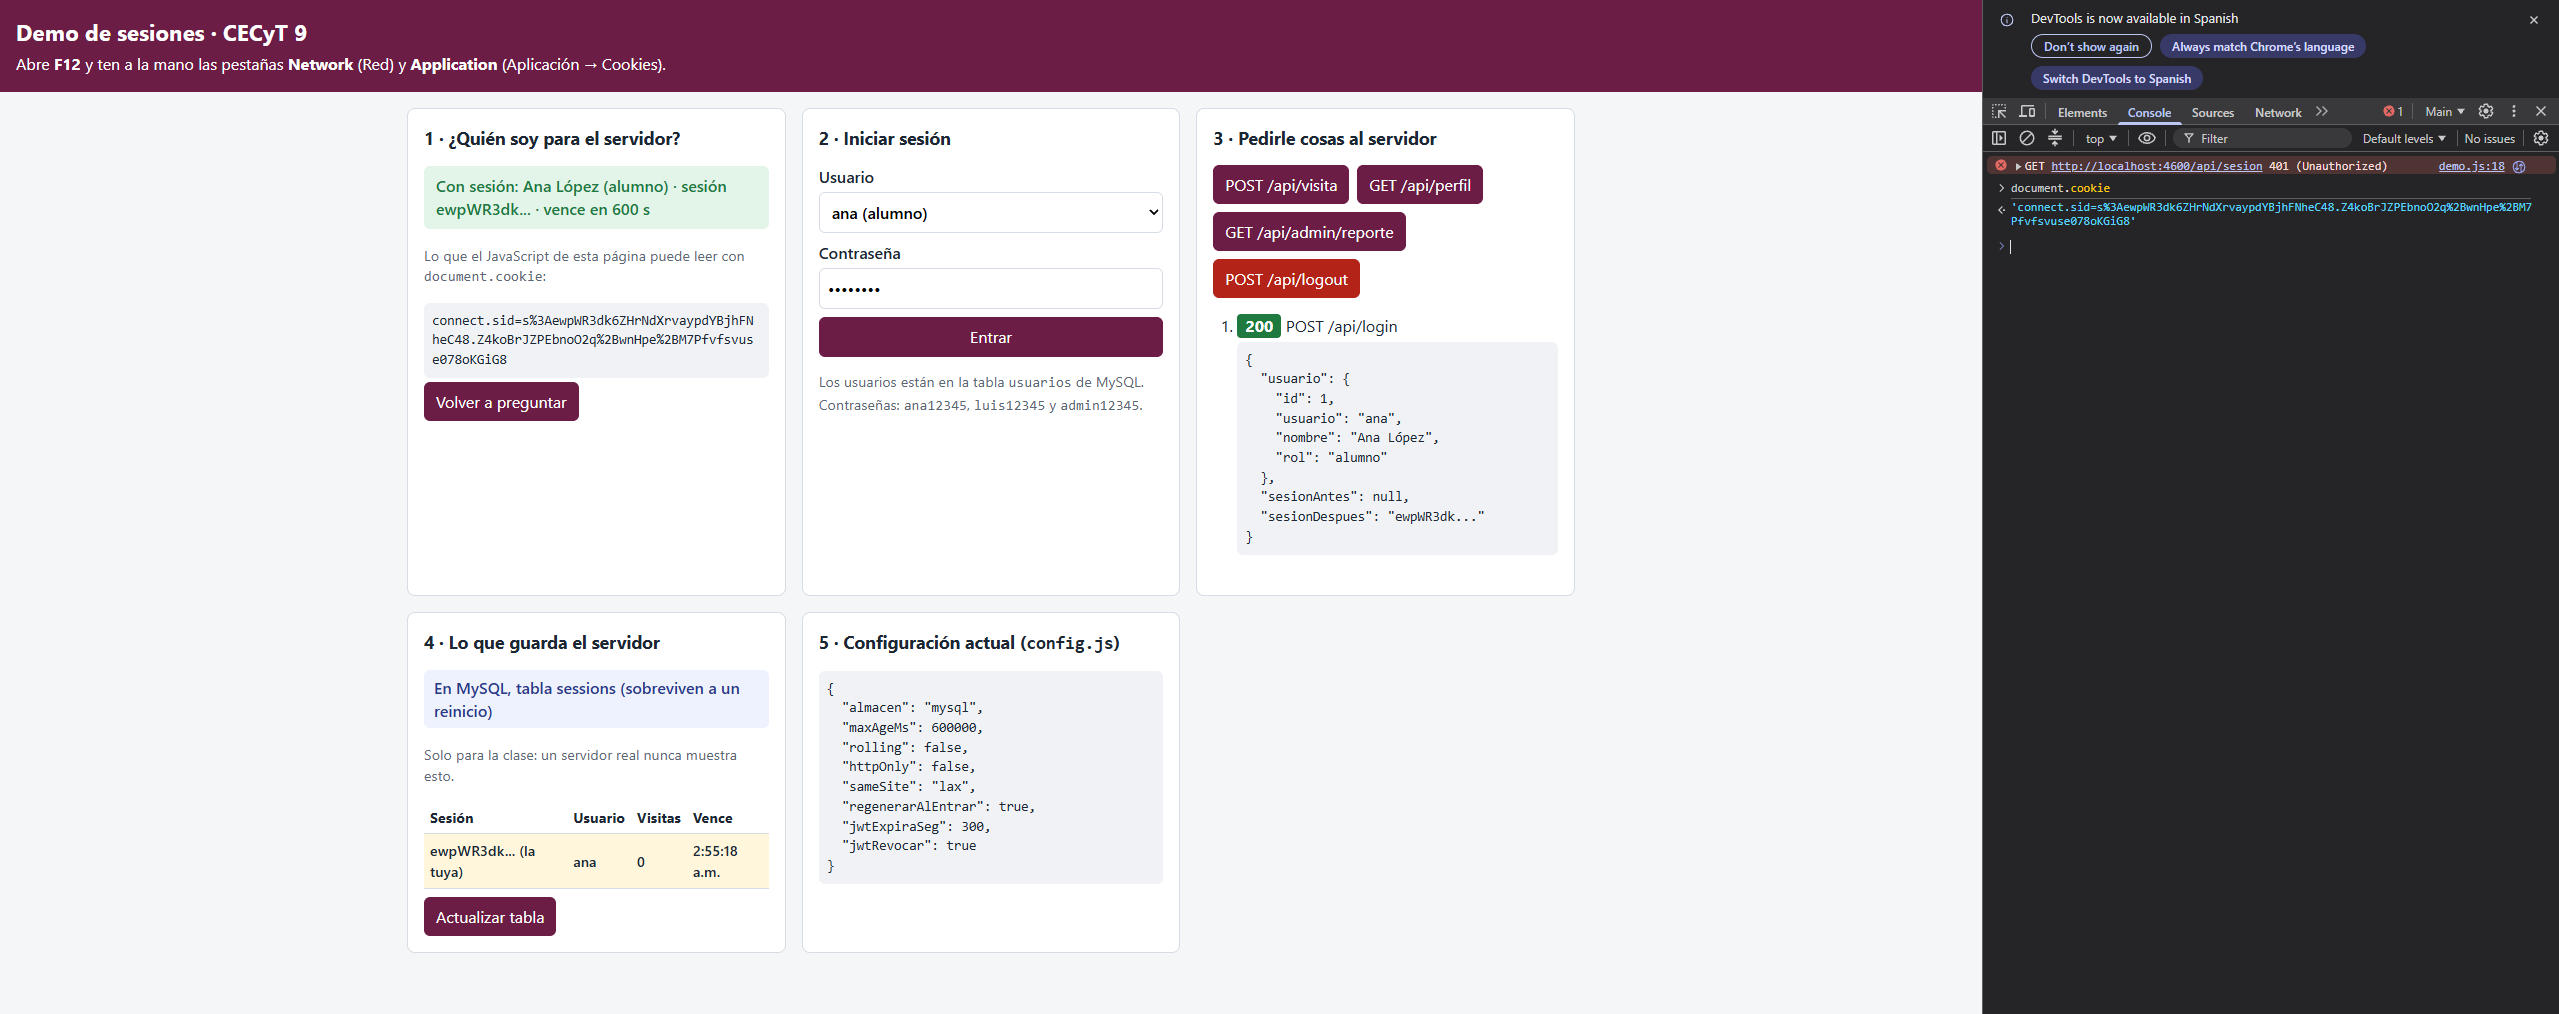 Demo de sesiones · CECyT 9
Abre F12 y ten a la mano las pestañas Network (Red) y Application (Aplicación → Cookies).
1 · ¿Quién soy para el servidor?
Con sesión: Ana López (alumno) · sesión
ewpWR3dk... · vence en 600 s
Lo que el JavaScript de esta página puede leer con
document.cookie:
connect.sid=s%3AewpWR3dk6ZHrNdXrvaypdYBjhFN
heC48.Z4koBrJZPEbnoO2q%2BwnHpe%2BM7Pfvfsvus
e078oKGiG8
Volver a preguntar
2 · Iniciar sesión
Usuario
ana (alumno)
Contraseña
••••••••
Entrar
Los usuarios están en la tabla usuarios de MySQL.
Contraseñas: ana12345, luis12345 y admin12345.
3 · Pedirle cosas al servidor
POST /api/visita
GET /api/perfil
GET /api/admin/reporte
POST /api/logout
1. 200 POST /api/login
{
"usuario": {
"id": 1,
"usuario": "ana",
"nombre": "Ana López",
"rol": "alumno"
},
"sesionAntes": null,
"sesionDespues": "ewpWR3dk..."
}
4 · Lo que guarda el servidor
En MySQL, tabla sessions (sobreviven a un
reinicio)
Solo para la clase: un servidor real nunca muestra
esto.
Sesión Usuario Visitas Vence
ewpWR3dk... (la
tuya)
ana
0
2:55:18
a.m.
Actualizar tabla
5 · Configuración actual (config.js)
{
"almacen": "mysql",
"maxAgeMs": 600000,
"rolling": false,
"httpOnly": false,
"sameSite": "lax",
"regenerarAlEntrar": true,
"jwtExpiraSeg": 300,
"jwtRevocar": true
}
DevTools is now available in Spanish
Don't show again
Always match Chrome's language
Switch DevTools to Spanish
Elements Console Sources Network 1 Main
top Filter Default levels No issues
GET http://localhost:4600/api/sesion 401 (Unauthorized) demo.js:18
document.cookie
'connect.sid=s%3AewpWR3dk6ZHrNdXrvaypdYBjhFNheC48.Z4koBrJZPEbnoO2q%2BwnHpe%2BM7
Pfvfsvuse078oKGiG8'